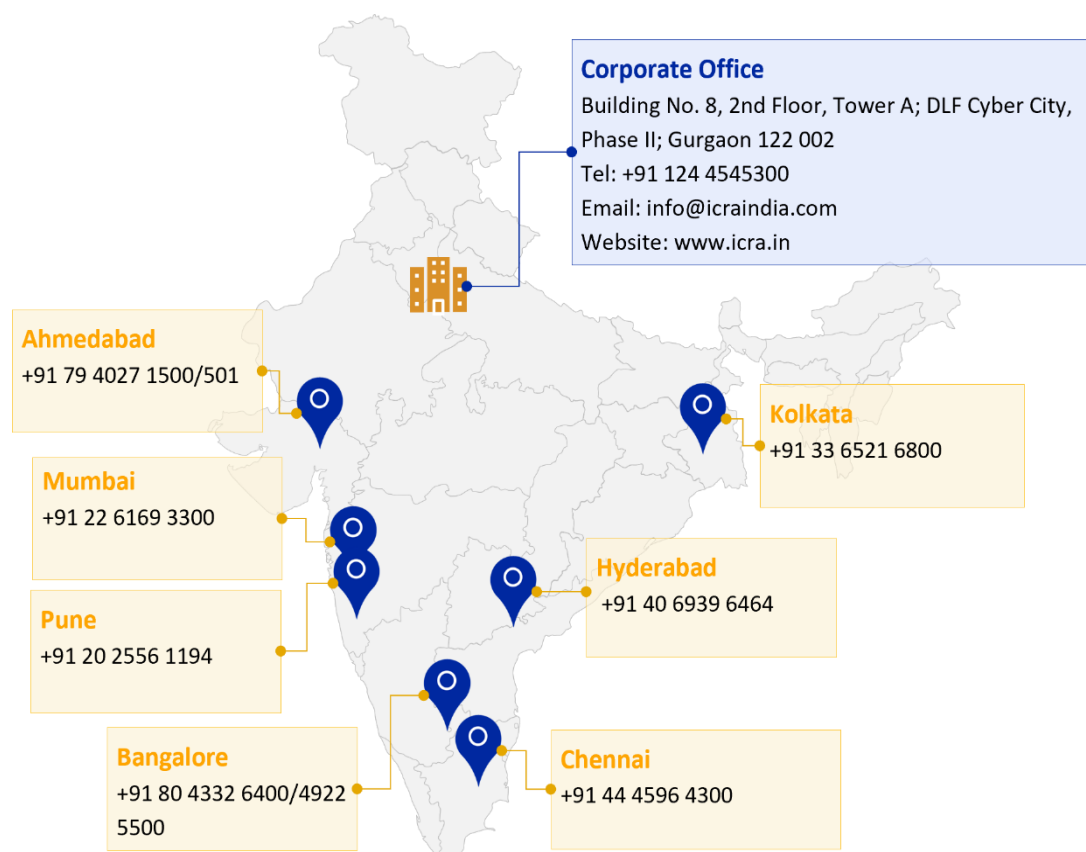 Corporate Office
Building No. 8, 2nd Floor, Tower A; DLF Cyber City,
Phase II; Gurgaon 122 002
Tel: +91 124 4545300
Email: info@icraindia.com
Website: www.icra.in
Ahmedabad
+91 79 4027 1500/501
Kolkata
+91 33 6521 6800
Mumbai
+91 22 6169 3300
Hyderabad
+91 40 6939 6464
Pune
+91 20 2556 1194
Bangalore
+91 80 4332 6400/4922
5500
Chennai
+91 44 4596 4300